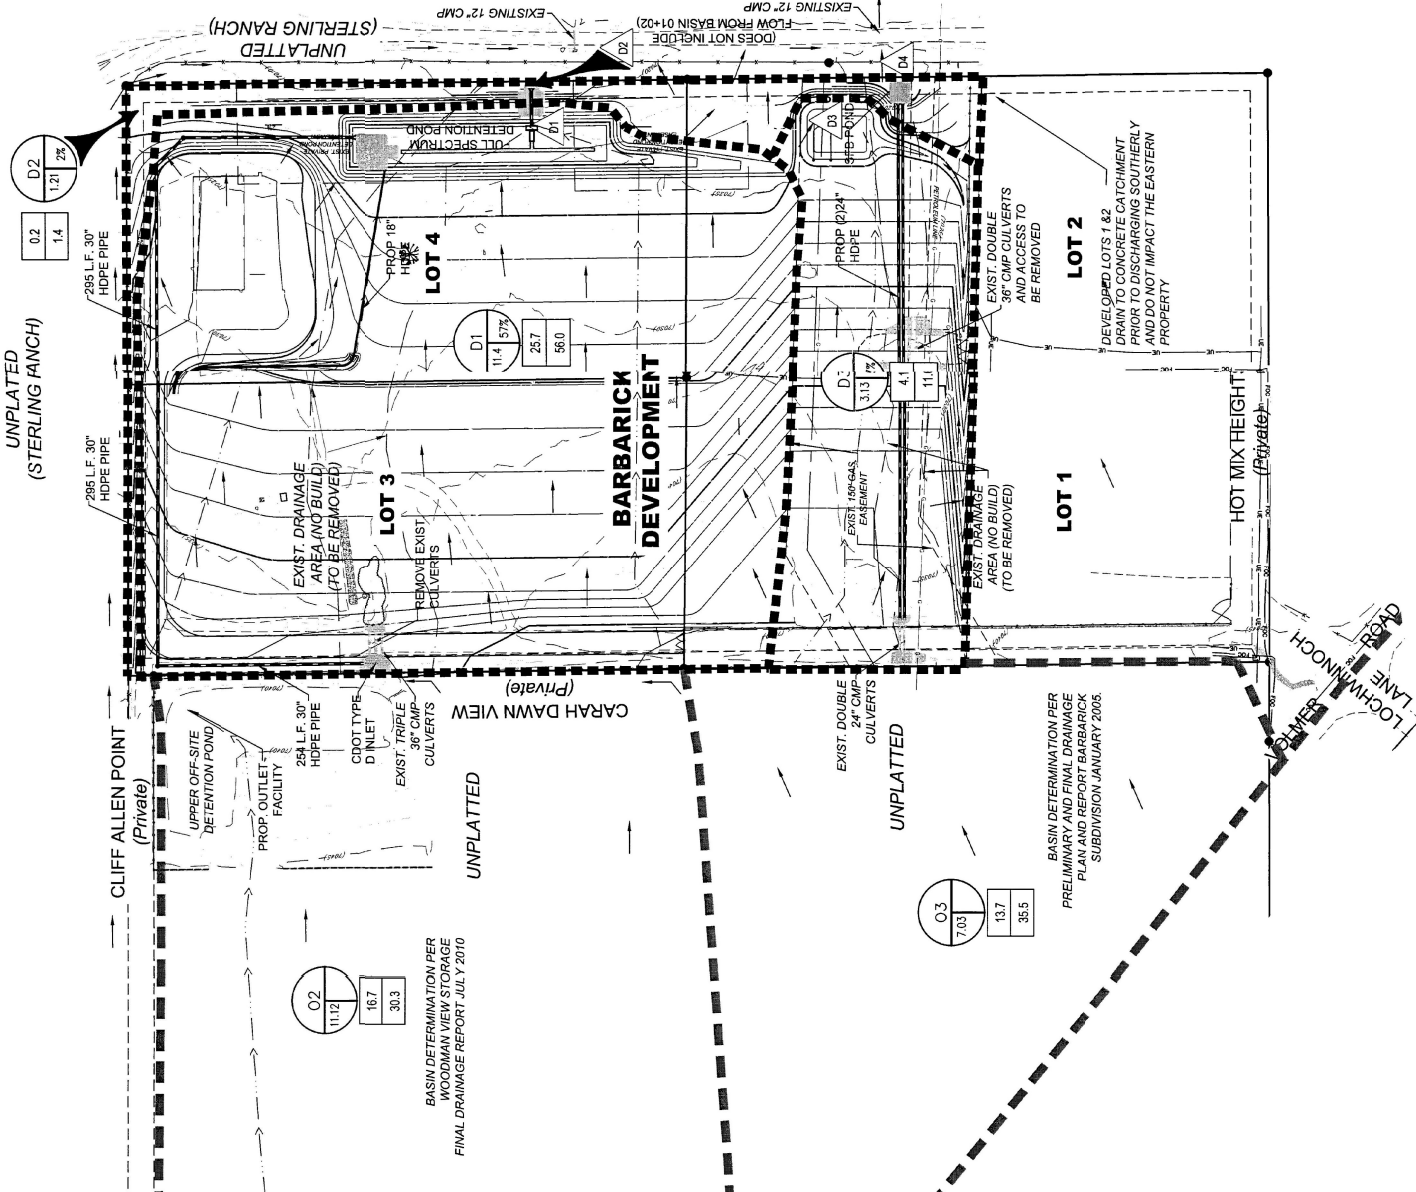 UNPLATTED
(STERLING RANCH)
EXISTING 12" CMP
EXISTING 12" CMP
(DOES NOT INCLUDE
FLOW FROM BASIN 01+02)
D2
D4
D2
1.21
2%
0.2
1.4
295 L.F. 30"
HDPE PIPE
UNPLATED
(STERLING RANCH)
295 L.F. 30"
HDPE PIPE
FULL SPECTRUM
DETENTION POND
D1
D3
STB POND
PROP 18"
HDPE
LOT 4
D1
11.4
57%
25.7
56.0
PROP (2)24"
HDPE
PETROLEUM LINE
EXIST. DOUBLE
36" CMP CULVERTS
AND ACCESS TO
BE REMOVED
LOT 2
DEVELOPED LOTS 1 &2
DRAIN TO CONCRETE CATCHMENT
PRIOR TO DISCHARGING SOUTHERLY
AND DO NOT IMPACT THE EASTERN
PROPERTY
3.13
4.1
BARBARICK
DEVELOPMENT
EXIST. DRAINAGE
AREA (NO BUILD)
(TO BE REMOVED)
LOT 3
REMOVE EXIST
CULVERTS
EXIST. 150' GAS
EASEMENT
EXIST. DRAINAGE
AREA (NO BUILD)
(TO BE REMOVED)
LOT 1
HOT MIX HEIGHT
(Private)
CLIFF ALLEN POINT
(Private)
UPPER OFF-SITE
DETENTION POND
PROP. OUTLET
FACILITY
254 L.F. 30"
HDPE PIPE
CDOT TYPE
D INLET
EXIST. TRIPLE
36" CMP
CULVERTS
CARAH DAWN VIEW
(Private)
UNPLATTED
EXIST. DOUBLE
24" CMP
CULVERTS
UNPLATTED
BASIN DETERMINATION PER
PRELIMINARY AND FINAL DRAINAGE
PLAN AND REPORT BARBARICK
SUBDIVISION JANUARY 2005.
LOCHWINNOCH
LANE
VOLMER ROAD
O3
7.03
13.7
35.5
O2
11.12
16.7
30.3
BASIN DETERMINATION PER
WOODMAN VIEW STORAGE
FINAL DRAINAGE REPORT JULY 2010